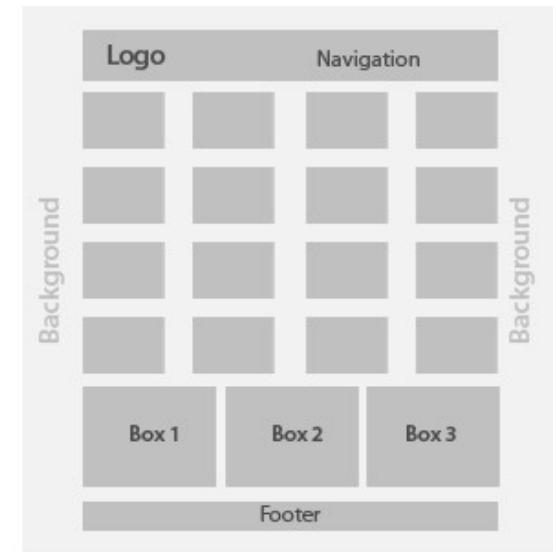 Logo
Navigation
Background
Background
Box 1
Box 2
Box 3
Footer